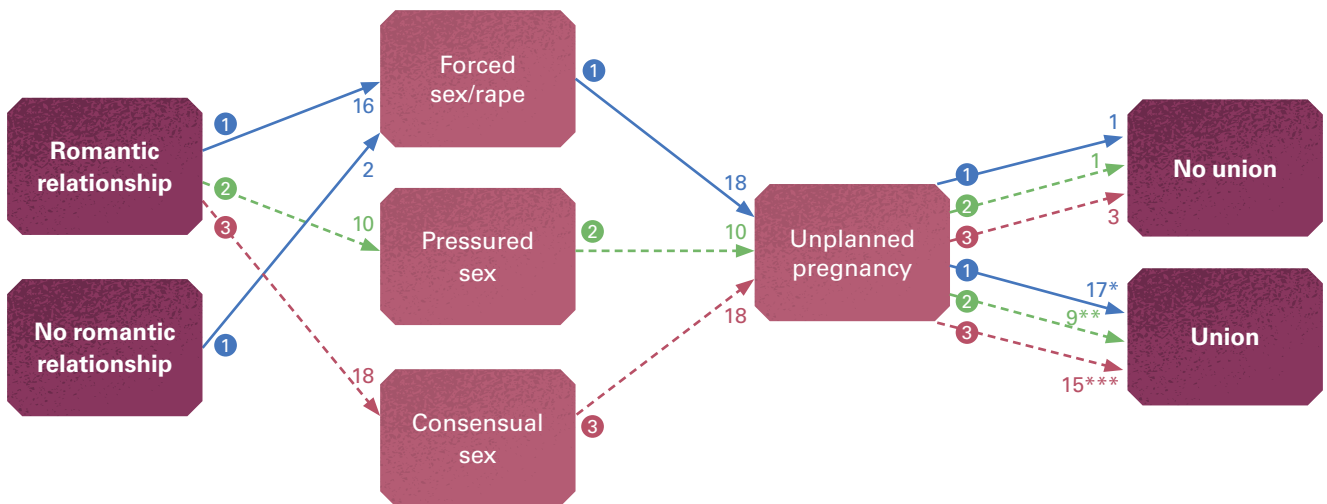 Romantic
relationship
No romantic
relationship
1
16
1
2
2
10
3
18
Forced
sex/rape
Pressured
sex
Consensual
sex
1
18
2
10
3
18
Unplanned
pregnancy
1
1
2
1
3
3
1
17*
2
9**
3
15***
No union
Union